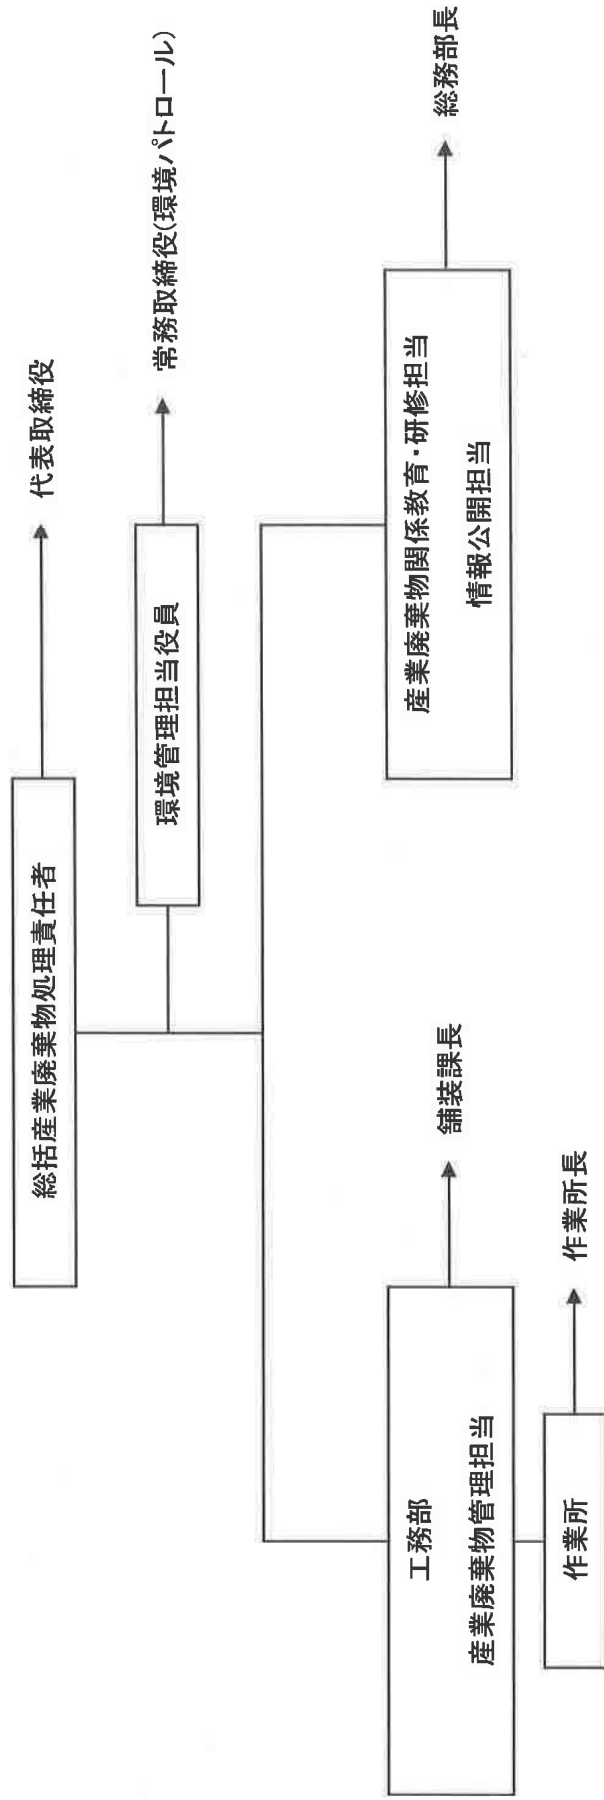 総括産業廃棄物処理責任者
代表取締役
環境管理担当役員
常務取締役(環境パトロール)
工務部
産業廃棄物管理担当
舗装課長
産業廃棄物関係教育・研修担当
情報公開担当
総務部長
作業所
作業所長